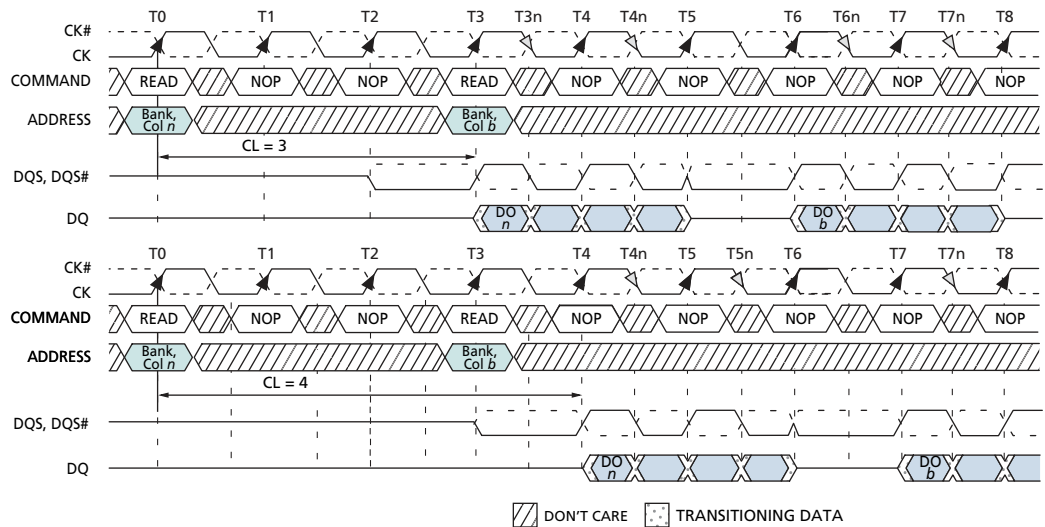 T0 T1 T2 T3 T3n T4 T4n T5 T6 T6n T7 T7n T8
CK#
CK
COMMAND READ NOP NOP READ NOP NOP NOP NOP NOP
ADDRESS Bank, Col n Bank, Col b
CL = 3
DQS, DQS#
DQ DO n DO b
T0 T1 T2 T3 T4 T4n T5 T5n T6 T7 T7n T8
CK#
CK
COMMAND READ NOP NOP READ NOP NOP NOP NOP NOP
ADDRESS Bank, Col n Bank, Col b
CL = 4
DQS, DQS#
DQ DO n DO b
DON'T CARE TRANSITIONING DATA